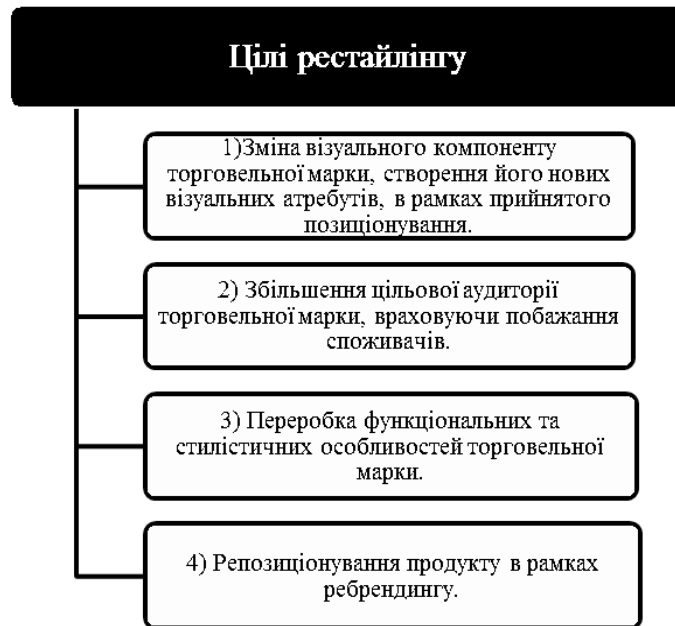 Цілі рестайлінгу
1)Зміна візуального компоненту
торговельної марки, створення його нових
візуальних атребутів, в рамках прийнятого
позиціонування.
2) Збільшення цільової аудиторії
торговельної марки, враховуючи побажання
споживачів.
3) Переробка функціональних та
стилістичних особливостей торговельної
марки.
4) Репозиціонування продукту в рамках
ребрендингу.